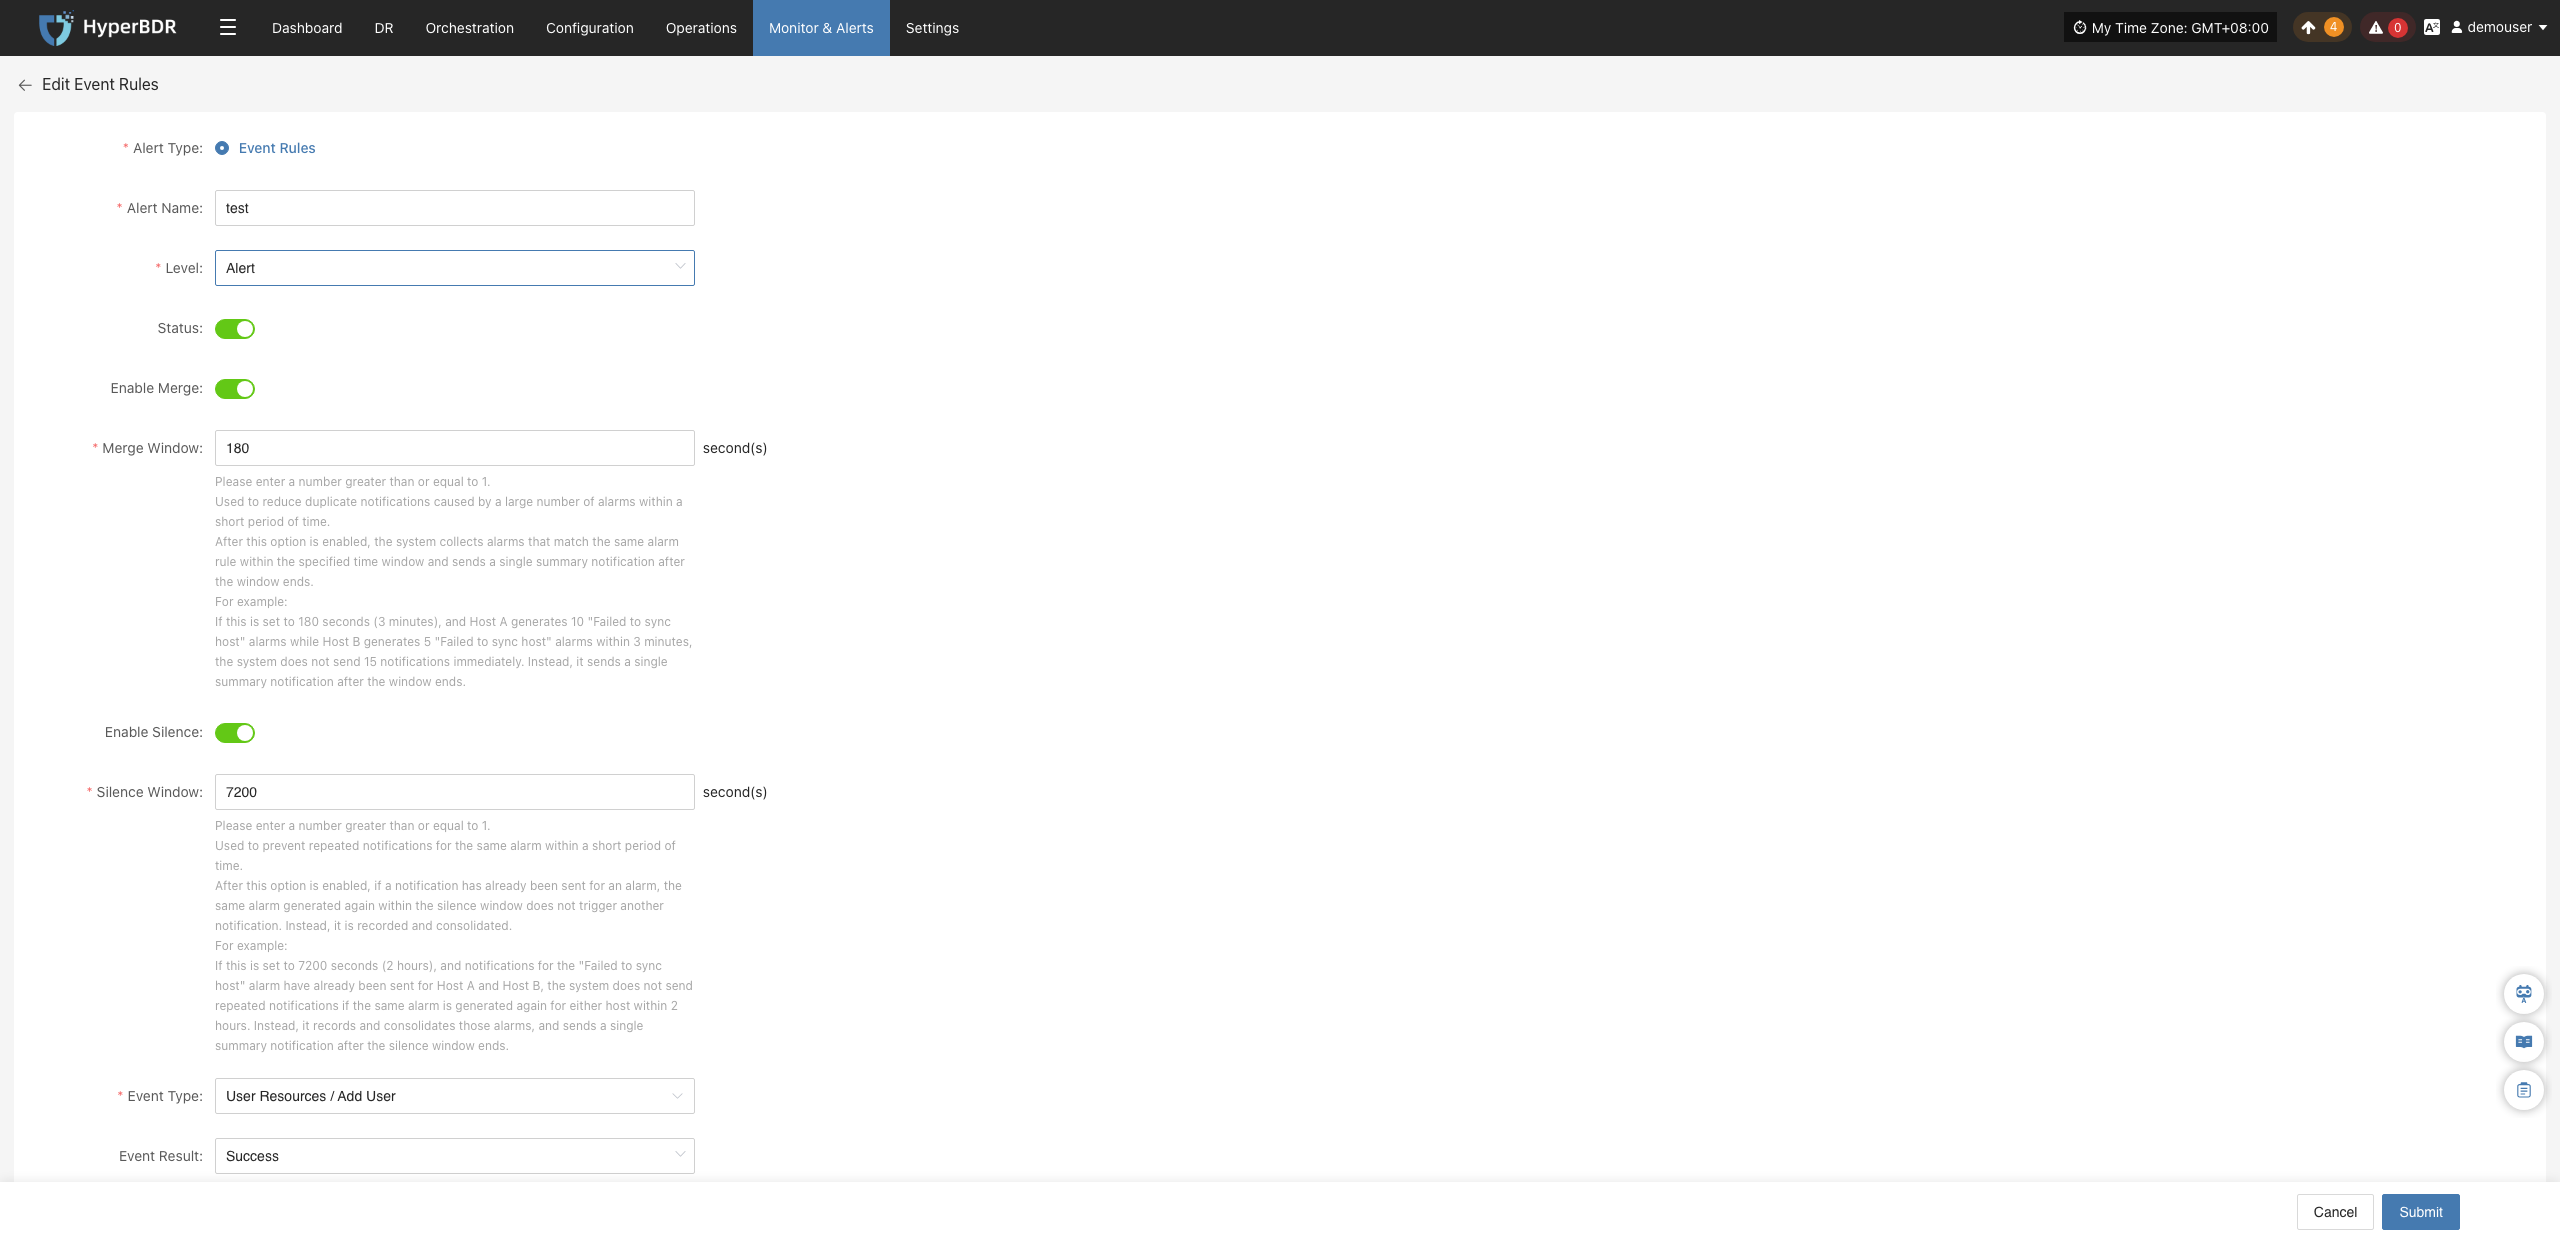 HyperBDR
Dashboard DR Orchestration Configuration Operations Monitor & Alerts Settings My Time Zone: GMT+08:00 4 0 demouser
Edit Event Rules
* Alert Type: Event Rules
* Alert Name: test
* Level: Alert
Status:
Enable Merge:
* Merge Window: 180 second(s)
Please enter a number greater than or equal to 1.
Used to reduce duplicate notifications caused by a large number of alarms within a
short period of time.
After this option is enabled, the system collects alarms that match the same alarm
rule within the specified time window and sends a single summary notification after
the window ends.
For example:
If this is set to 180 seconds (3 minutes), and Host A generates 10 "Failed to sync
host" alarms while Host B generates 5 "Failed to sync host" alarms within 3 minutes,
the system does not send 15 notifications immediately. Instead, it sends a single
summary notification after the window ends.
Enable Silence:
* Silence Window: 7200 second(s)
Please enter a number greater than or equal to 1.
Used to prevent repeated notifications for the same alarm within a short period of
time.
After this option is enabled, if a notification has already been sent for an alarm, the
same alarm generated again within the silence window does not trigger another
notification. Instead, it is recorded and consolidated.
For example:
If this is set to 7200 seconds (2 hours), and notifications for the "Failed to sync
host" alarm have already been sent for Host A and Host B, the system does not send
repeated notifications if the same alarm is generated again for either host within 2
hours. Instead, it records and consolidates those alarms, and sends a single
summary notification after the silence window ends.
* Event Type: User Resources / Add User
Event Result: Success
Cancel Submit